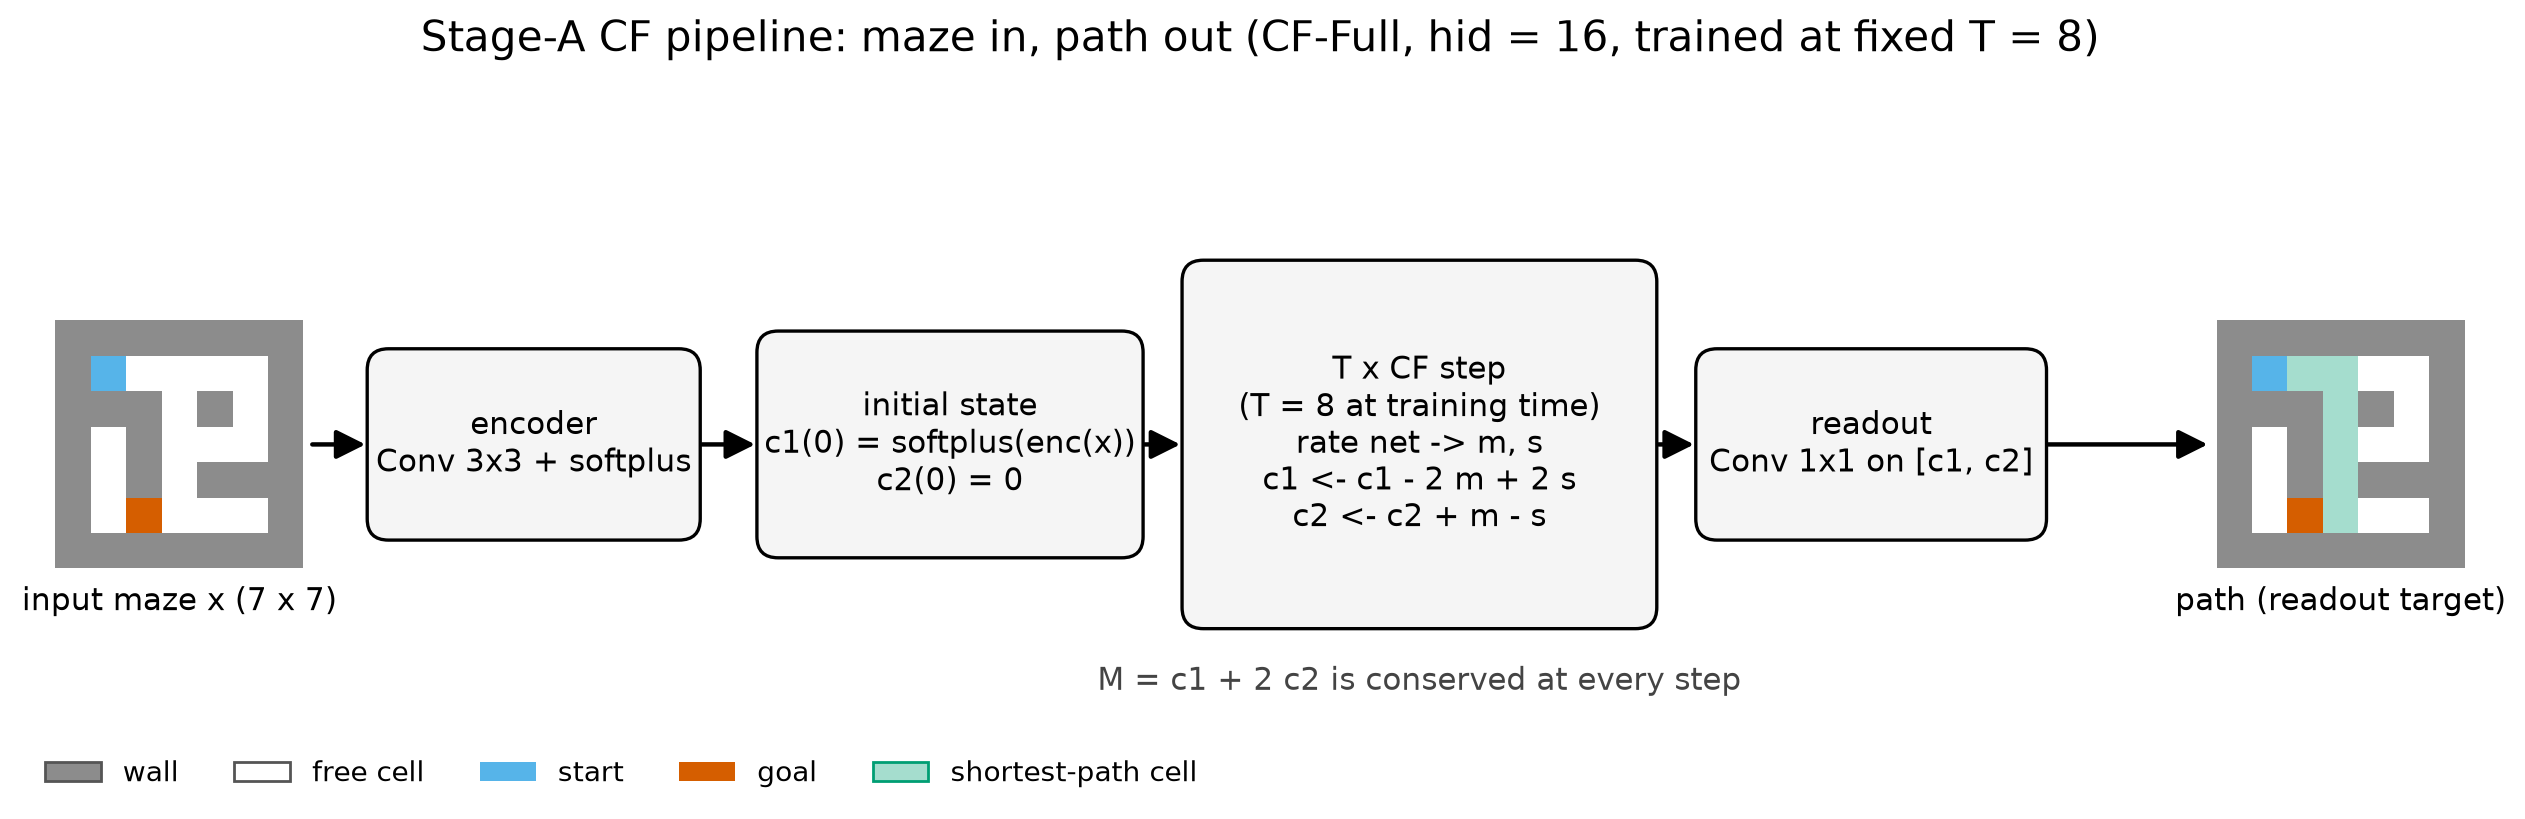 Stage-A CF pipeline: maze in, path out (CF-Full, hid = 16, trained at fixed T = 8)
input maze x (7 x 7)
encoder
Conv 3x3 + softplus
initial state
c1(0) = softplus(enc(x))
c2(0) = 0
T x CF step
(T = 8 at training time)
rate net -> m, s
c1 <- c1 - 2 m + 2 s
c2 <- c2 + m - s
M = c1 + 2 c2 is conserved at every step
readout
Conv 1x1 on [c1, c2]
path (readout target)
wall
free cell
start
goal
shortest-path cell